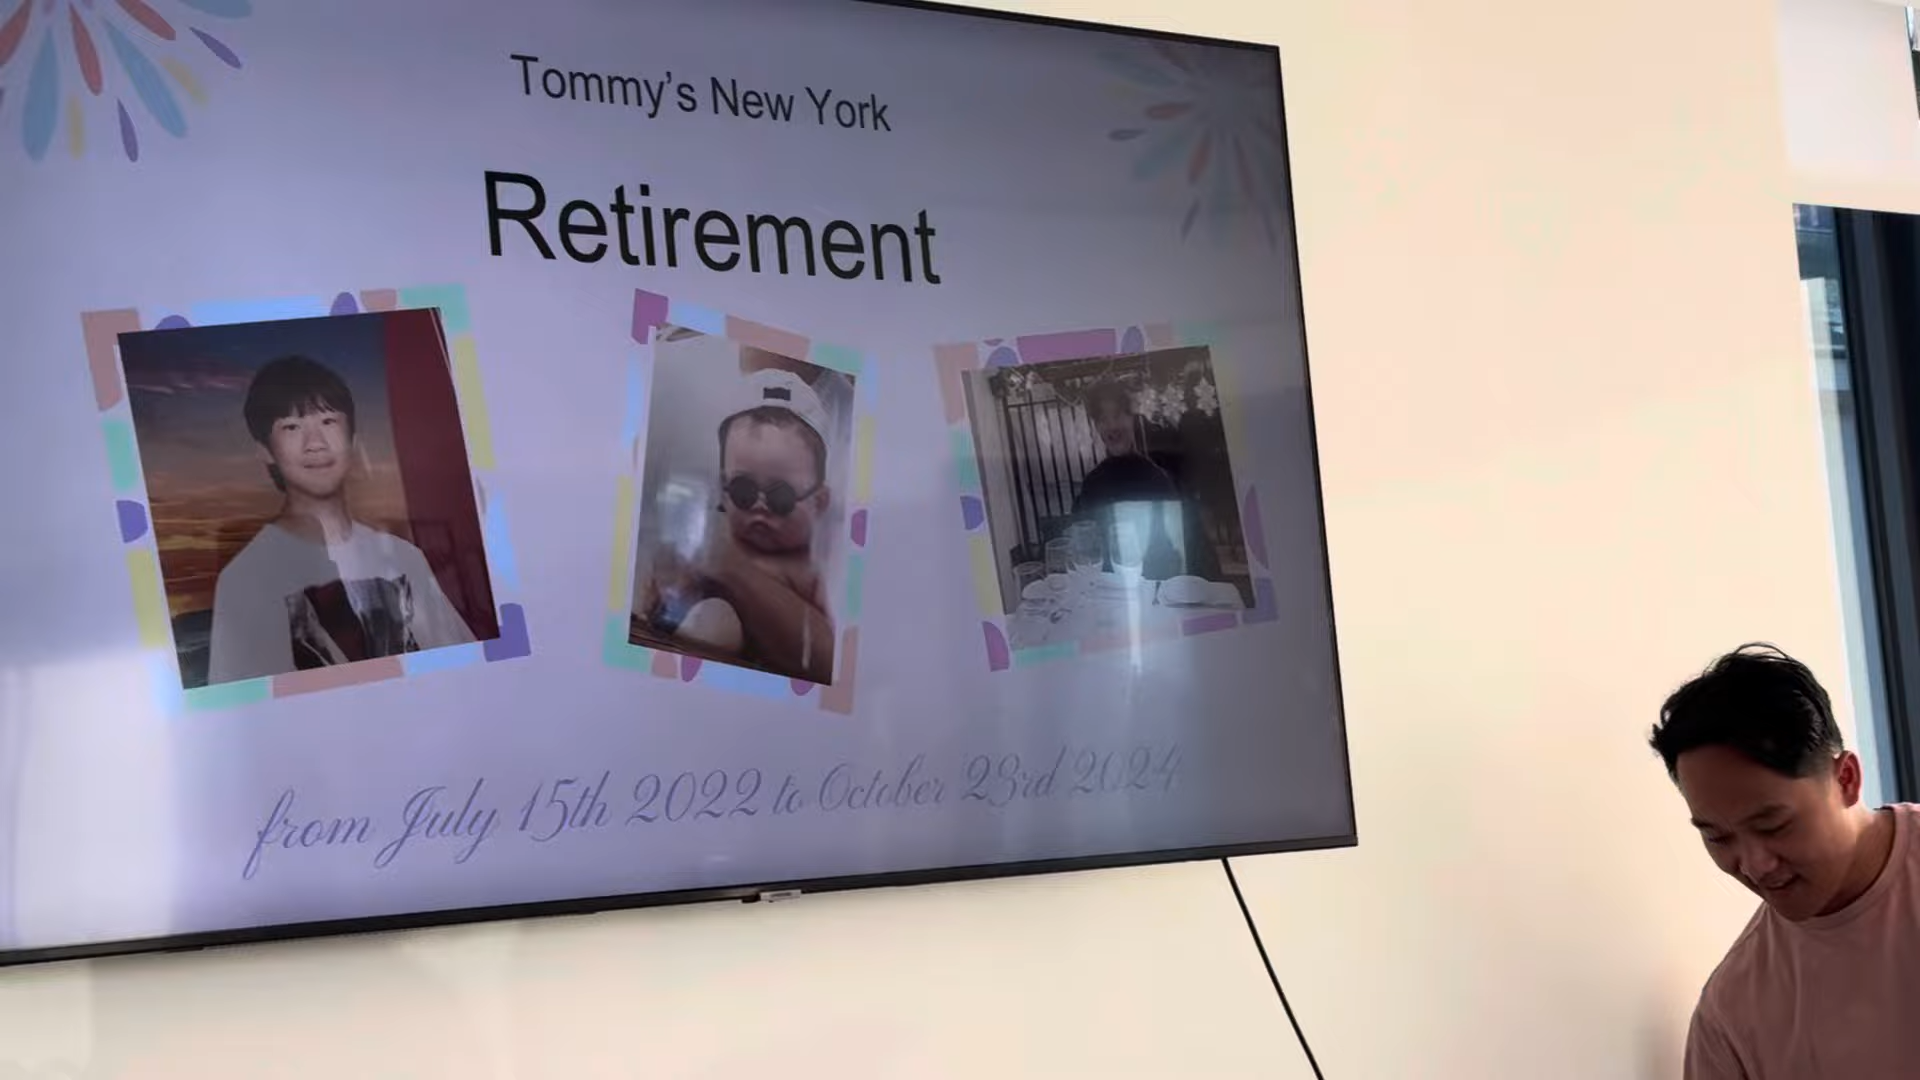 Tommy's New York
Retirement
from July 15th 2022 to October 23rd 2024